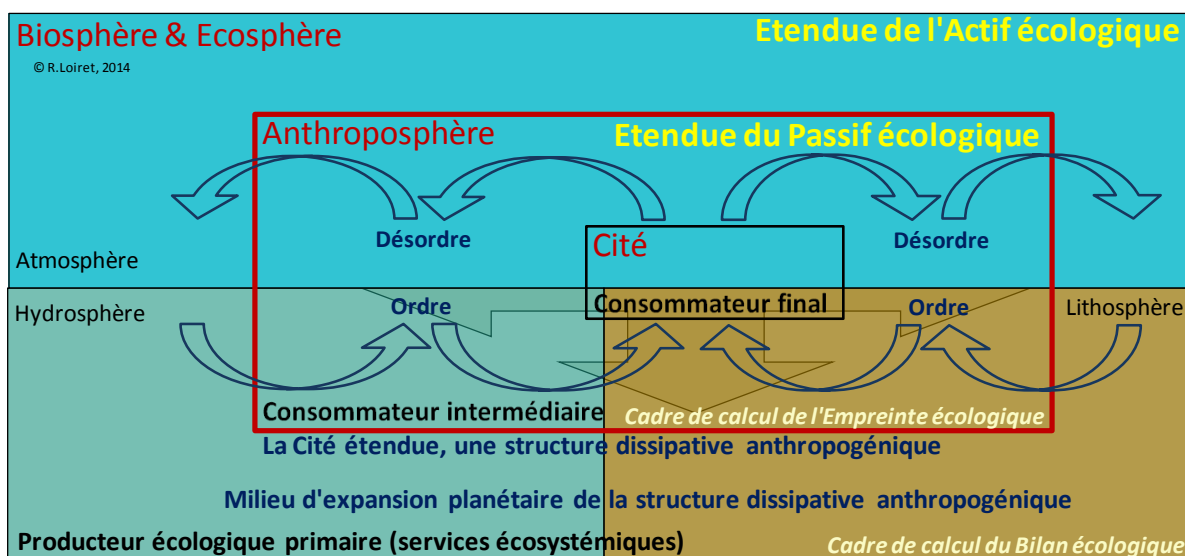 Biosphère & Ecosphère
Etendue de l'Actif écologique
© R.Loiret, 2014
Anthroposphère
Etendue du Passif écologique
Désordre
Cité
Désordre
Atmosphère
Hydrosphère
Ordre
Consommateur final
Ordre
Lithosphère
Consommateur intermédiaire
Cadre de calcul de l'Empreinte écologique
La Cité étendue, une structure dissipative anthropogénique
Milieu d'expansion planétaire de la structure dissipative anthropogénique
Producteur écologique primaire (services écosystémiques)
Cadre de calcul du Bilan écologique